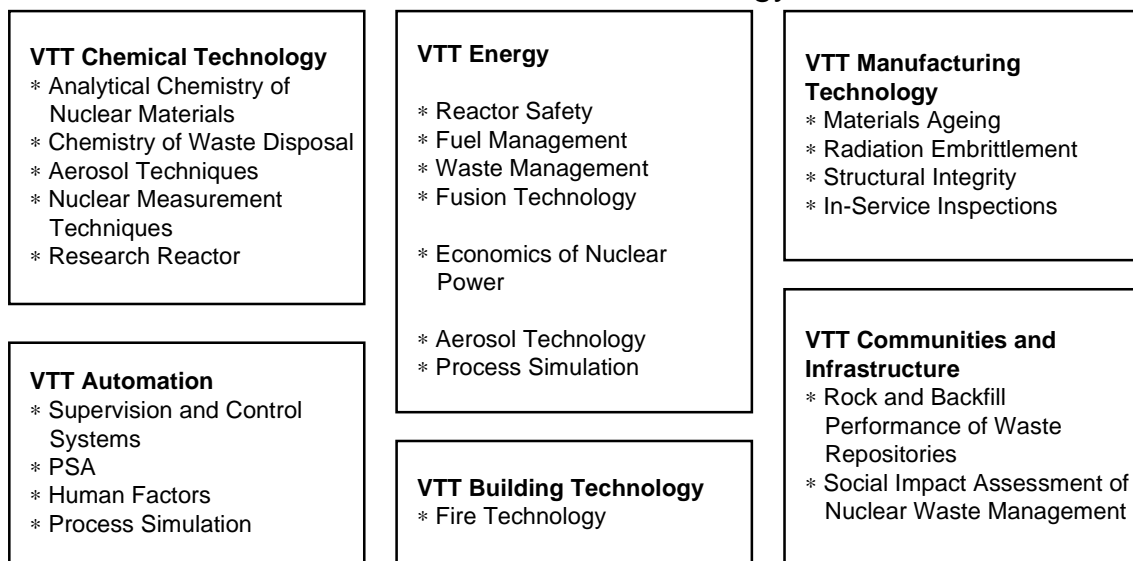 VTT Chemical Technology
∗ Analytical Chemistry of
Nuclear Materials
∗ Chemistry of Waste Disposal
∗ Aerosol Techniques
∗ Nuclear Measurement
Techniques
∗ Research Reactor
VTT Automation
∗ Supervision and Control
Systems
∗ PSA
∗ Human Factors
∗ Process Simulation
VTT Energy
∗ Reactor Safety
∗ Fuel Management
∗ Waste Management
∗ Fusion Technology
∗ Economics of Nuclear
Power
∗ Aerosol Technology
∗ Process Simulation
VTT Building Technology
∗ Fire Technology
VTT Manufacturing
Technology
∗ Materials Ageing
∗ Radiation Embrittlement
∗ Structural Integrity
∗ In-Service Inspections
VTT Communities and
Infrastructure
∗ Rock and Backfill
Performance of Waste
Repositories
∗ Social Impact Assessment of
Nuclear Waste Management